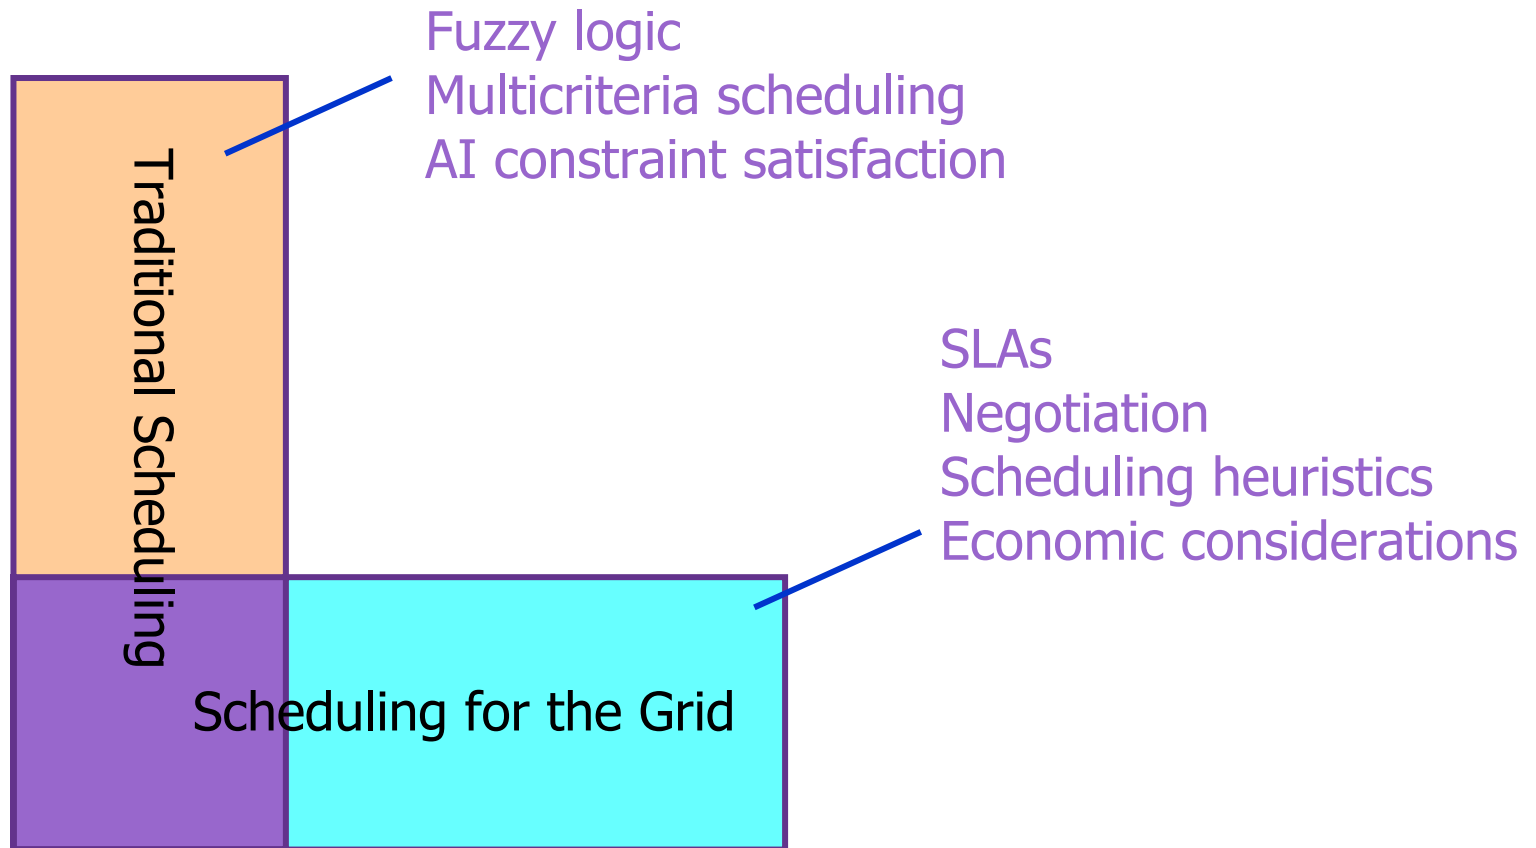 Fuzzy logic
Multicriteria scheduling
AI constraint satisfaction
Traditional Scheduling
SLAs
Negotiation
Scheduling heuristics
Economic considerations
Scheduling for the Grid